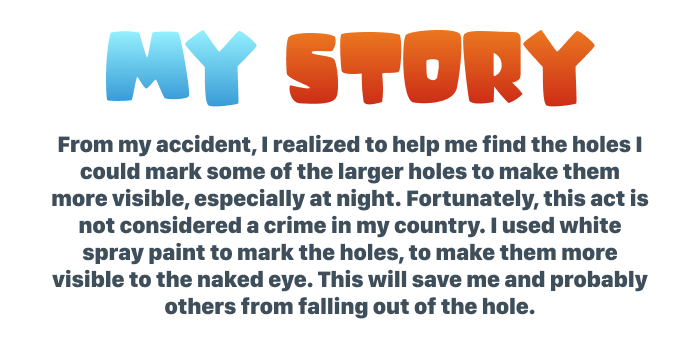 MY STORY
From my accident, I realized to help me find the holes I
could mark some of the larger holes to make them
more visible, especially at night. Fortunately, this act is
not considered a crime in my country. I used white
spray paint to mark the holes, to make them more
visible to the naked eye. This will save me and probably
others from falling out of the hole.